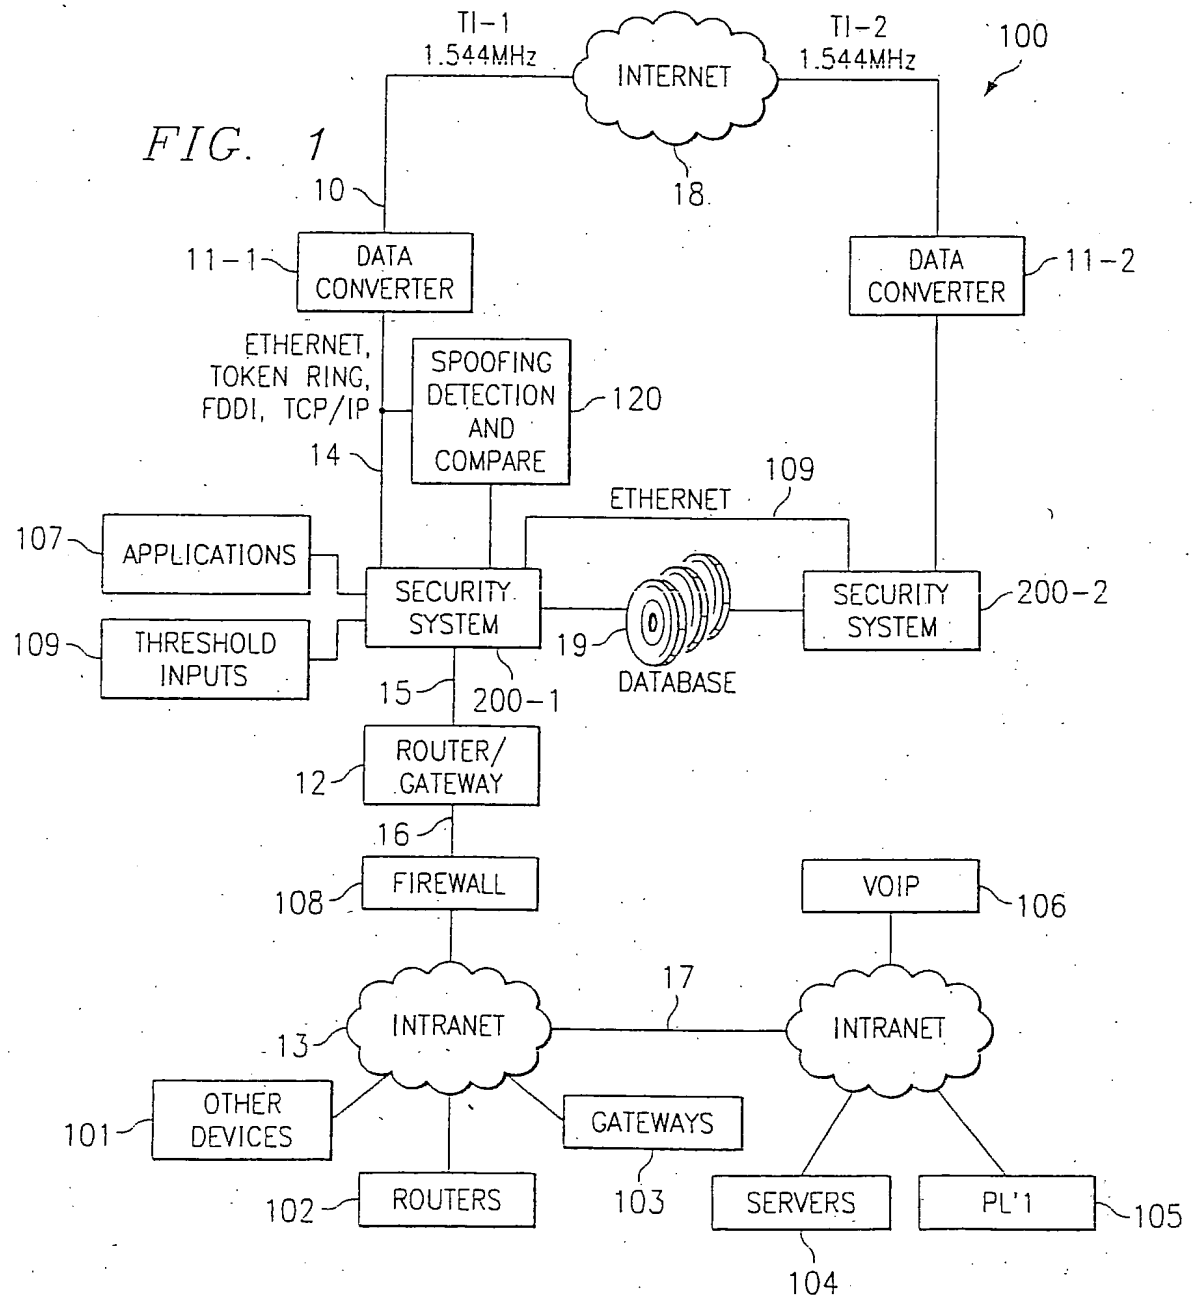 TI-1
1.544MHz
INTERNET
TI-2
1.544MHz
100
FIG. 1
10
18
11-1
DATA
CONVERTER
DATA
CONVERTER
11-2
ETHERNET,
TOKEN RING,
FDDI, TCP/IP
SPOOFING
DETECTION
AND
COMPARE
120
14
109
ETHERNET
107
APPLICATIONS
SECURITY
SYSTEM
SECURITY
SYSTEM
200-2
109
THRESHOLD
INPUTS
19
DATABASE
15
200-1
ROUTER/
GATEWAY
12
16
FIREWALL
108
VOIP
106
17
INTRANET
13
INTRANET
OTHER
DEVICES
101
GATEWAYS
103
ROUTERS
102
SERVERS
104
PL'1
105